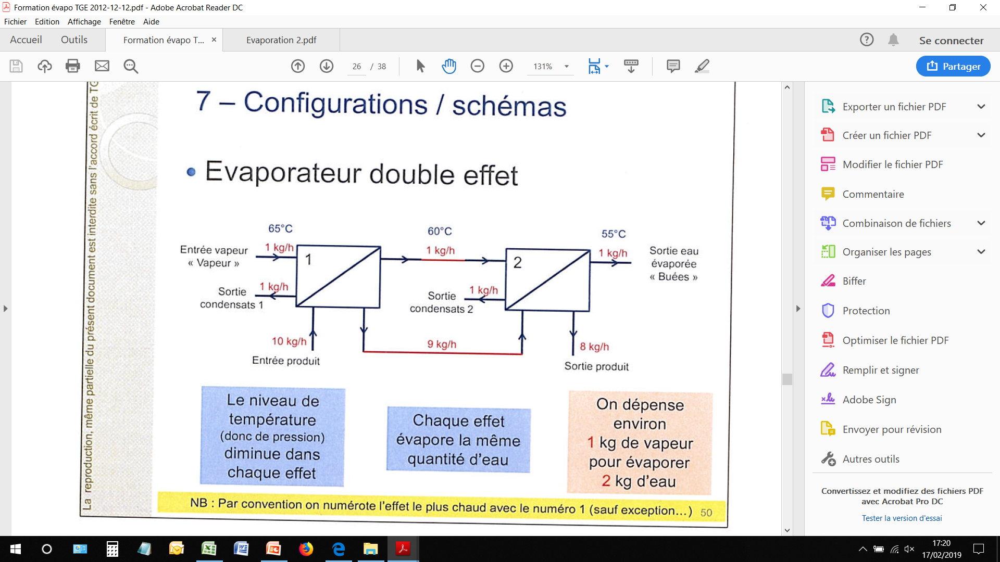 Formation évapo TGE 2012-12-12.pdf - Adobe Acrobat Reader DC
Fichier Edition Affichage Fenêtre Aide
Accueil Outils Formation évapo T... × Evaporation 2.pdf Se connecter
26 / 38 131% Partager
La reproduction, même partielle du présent document est interdite sans l'accord écrit de TG
7 – Configurations / schémas
• Evaporateur double effet
65°C 60°C 55°C
Entrée vapeur
« Vapeur »
1 kg/h
1
1 kg/h
2
1 kg/h
Sortie eau
évaporée
« Buées »
Sortie
condensats 1
1 kg/h
Sortie
condensats 2
1 kg/h
10 kg/h
Entrée produit
9 kg/h
8 kg/h
Sortie produit
Le niveau de
température
(donc de pression)
diminue dans
chaque effet
Chaque effet
évapore la même
quantité d'eau
On dépense
environ
1 kg de vapeur
pour évaporer
2 kg d'eau
NB : Par convention on numérote l'effet le plus chaud avec le numéro 1 (sauf exception...) 50
Exporter un fichier PDF
Créer un fichier PDF
Modifier le fichier PDF
Commentaire
Combinaison de fichiers
Organiser les pages
Biffer
Protection
Optimiser le fichier PDF
Remplir et signer
Adobe Sign
Envoyer pour révision
Autres outils
Convertissez et modifiez des fichiers PDF
avec Acrobat Pro DC
Tester la version d'essai
17:20
17/02/2019